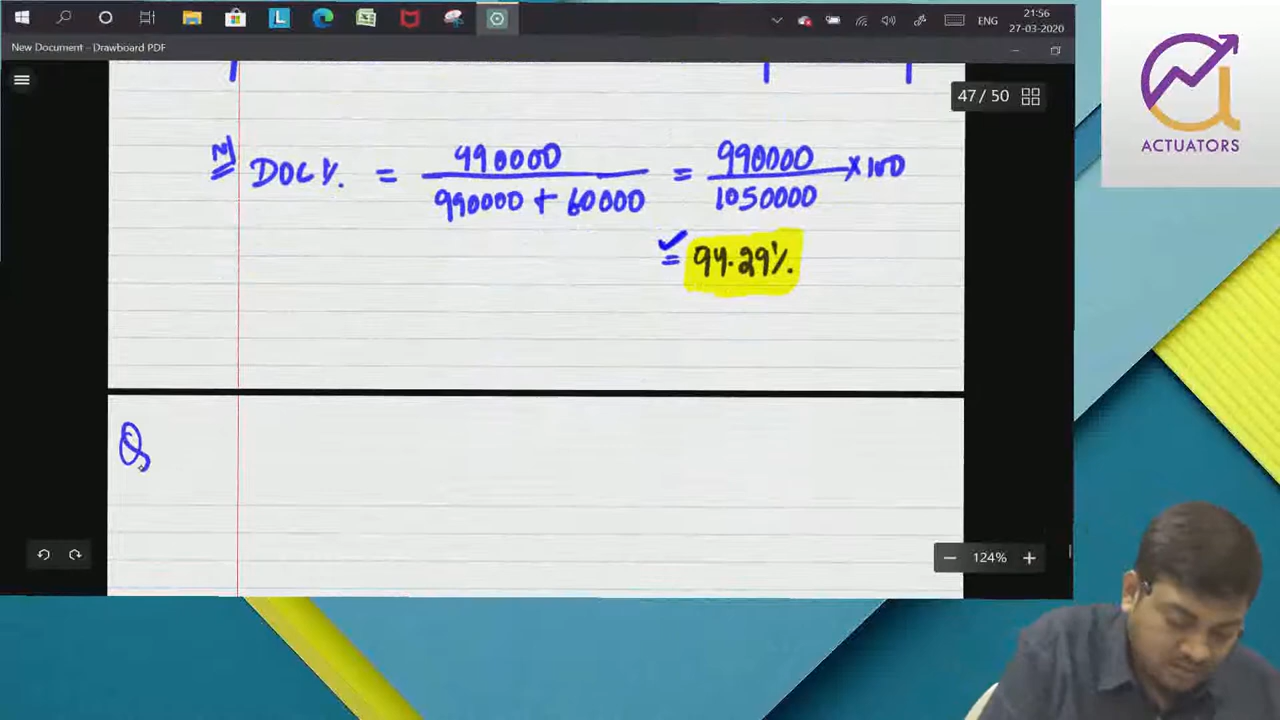 21:56
ENG
27-03-2020
New Document - Drawboard PDF
47 / 50
ACTUATORS
N/ DOC %. = 990000 / 990000 + 60000 = 990000 / 1050000 × 100
= 94.29%.
Q
124%